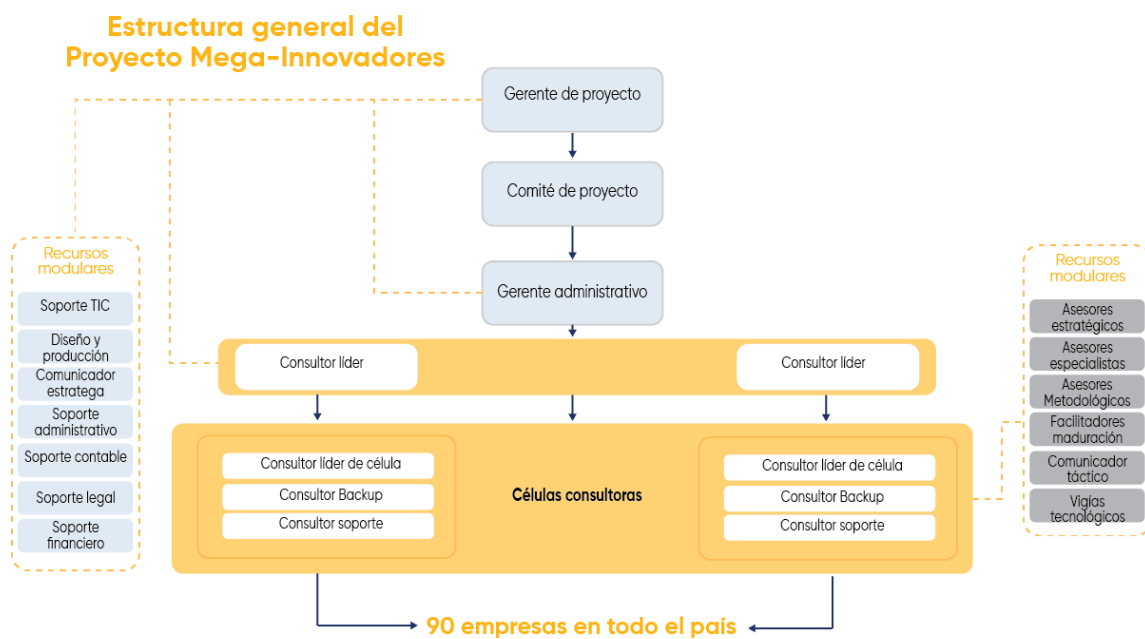 Estructura general del
Proyecto Mega-Innovadores
Gerente de proyecto
Comité de proyecto
Gerente administrativo
Recursos
modulares
Soporte TIC
Diseño y
producción
Comunicador
estratega
Soporte
administrativo
Soporte contable
Soporte legal
Soporte
financiero
Consultor líder
Consultor líder
Consultor líder de célula
Consultor Backup
Consultor soporte
Células consultoras
Consultor líder de célula
Consultor Backup
Consultor soporte
Recursos
modulares
Asesores
estratégicos
Asesores
especialistas
Asesores
Metodológicos
Facilitadores
maduración
Comunicador
táctico
Vigías
tecnológicos
90 empresas en todo el país